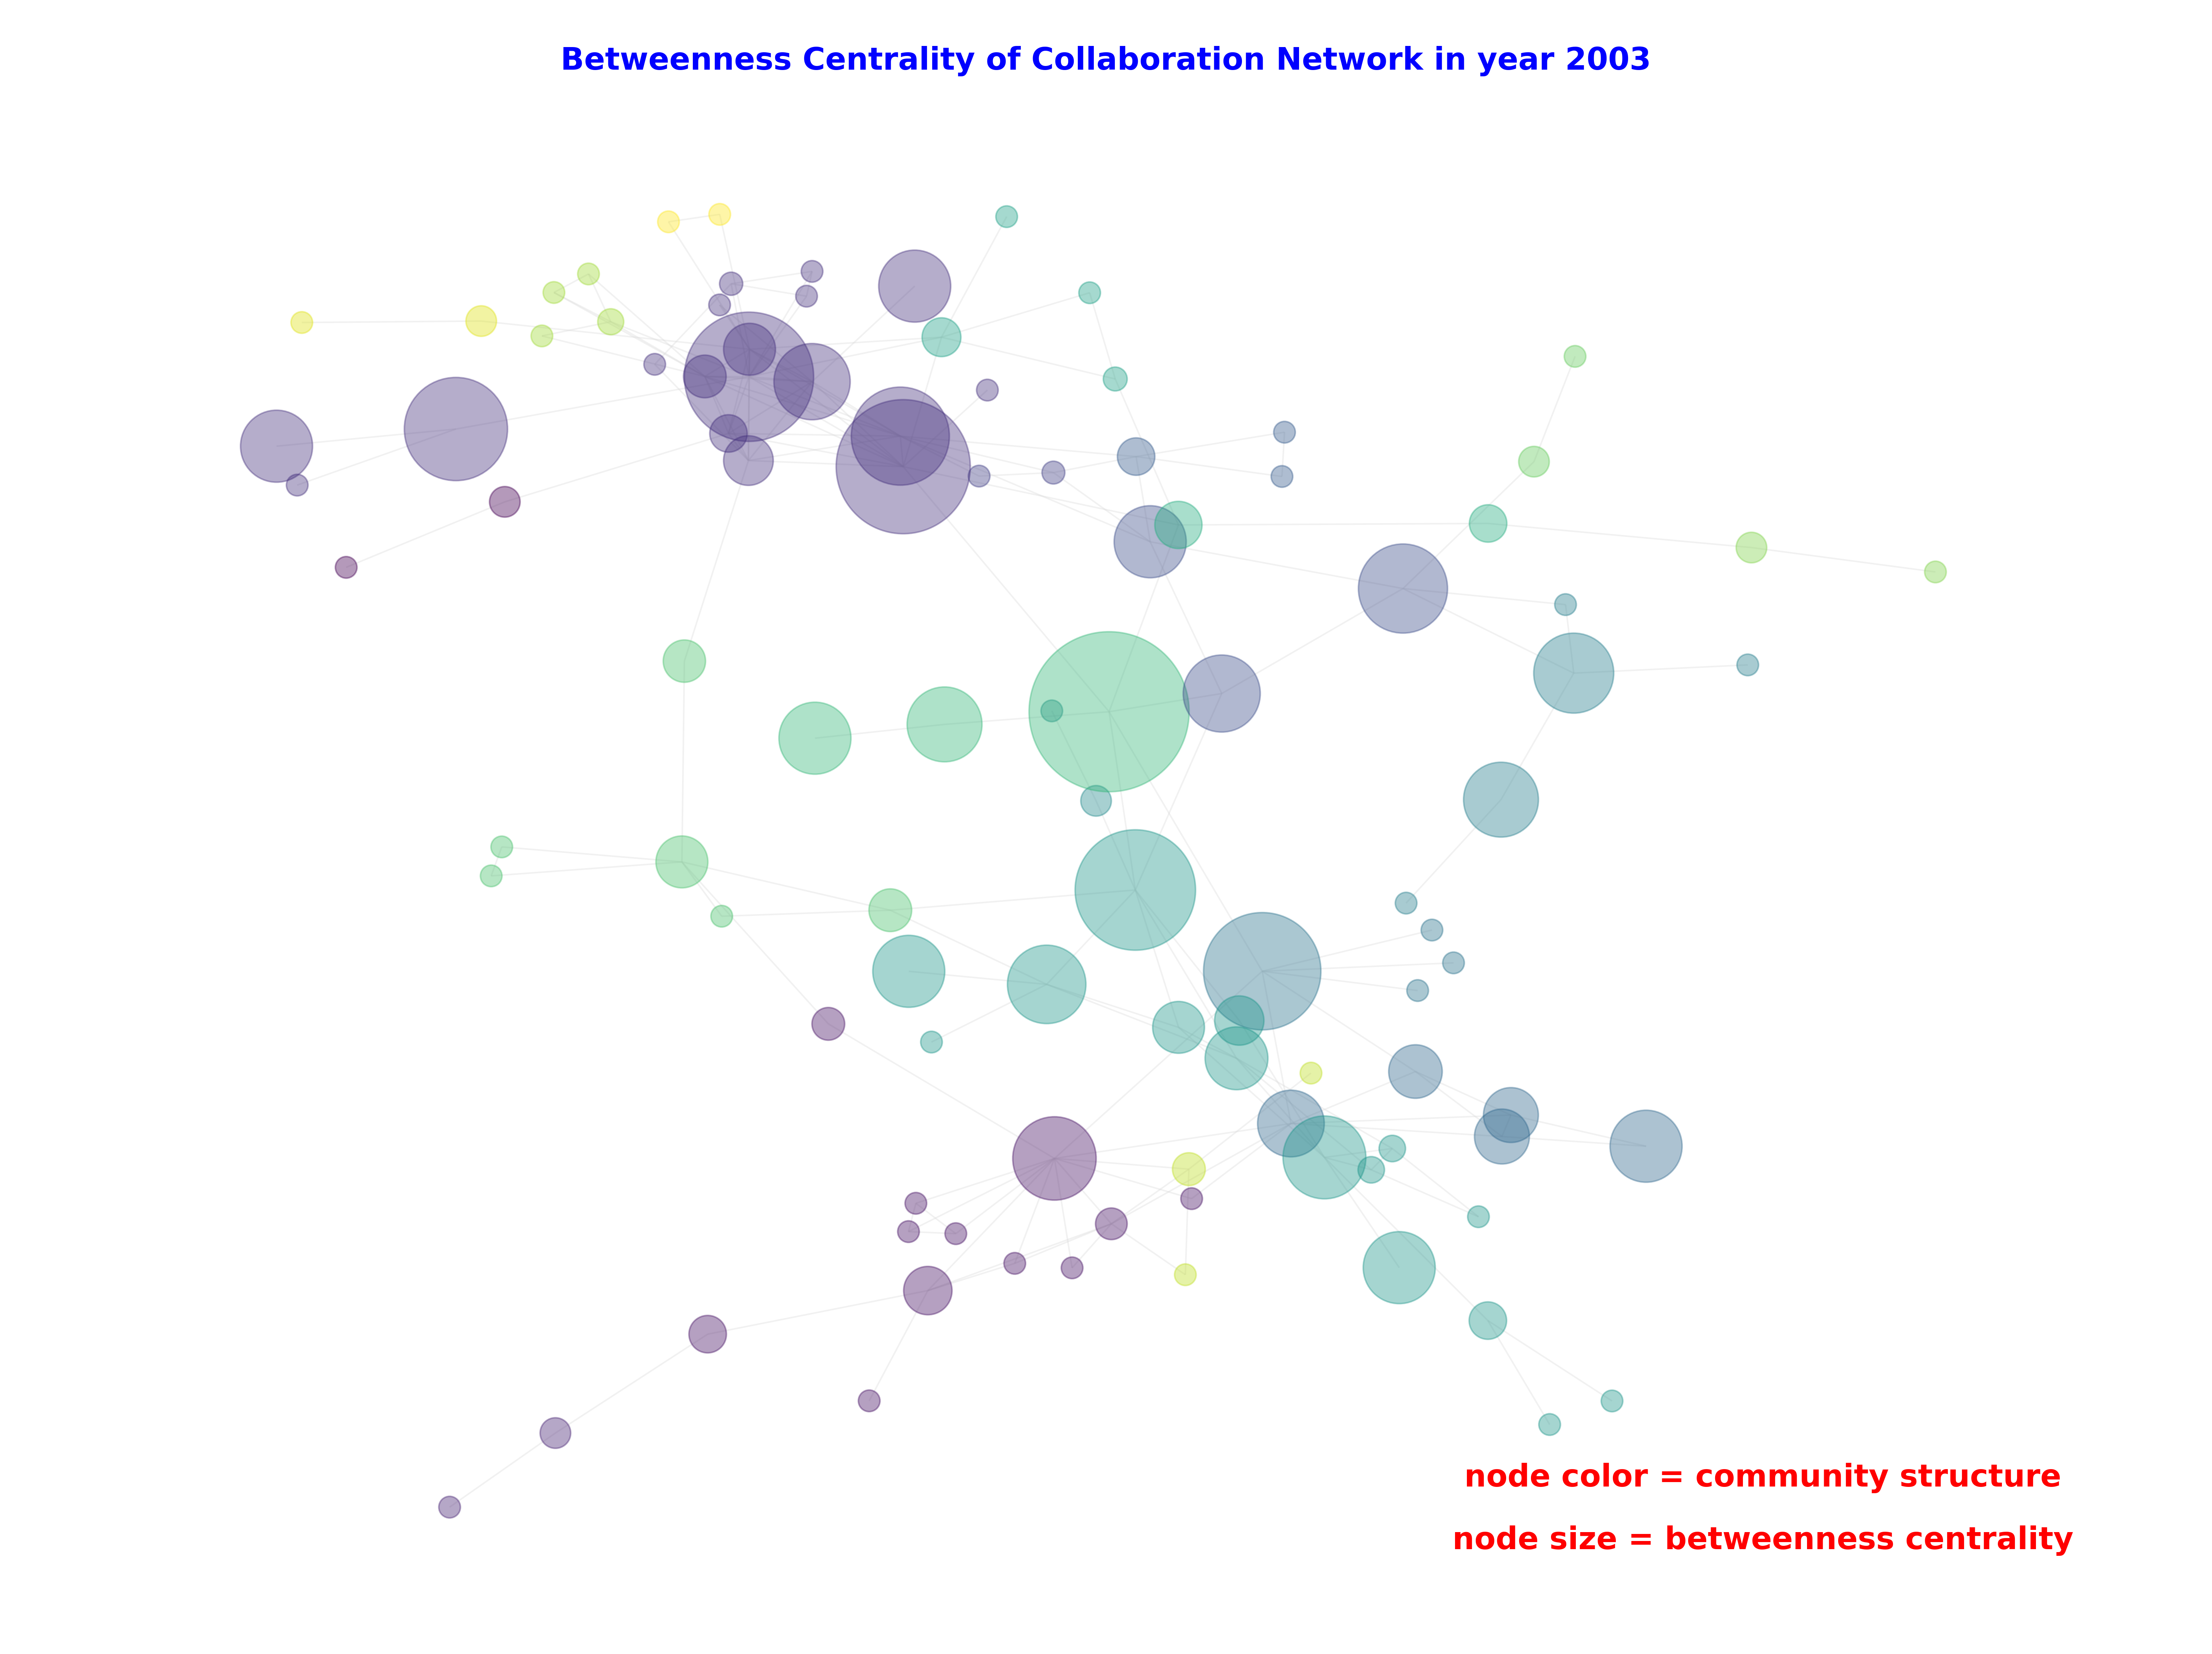 Betweenness Centrality of Collaboration Network in year 2003
node color = community structure
node size = betweenness centrality